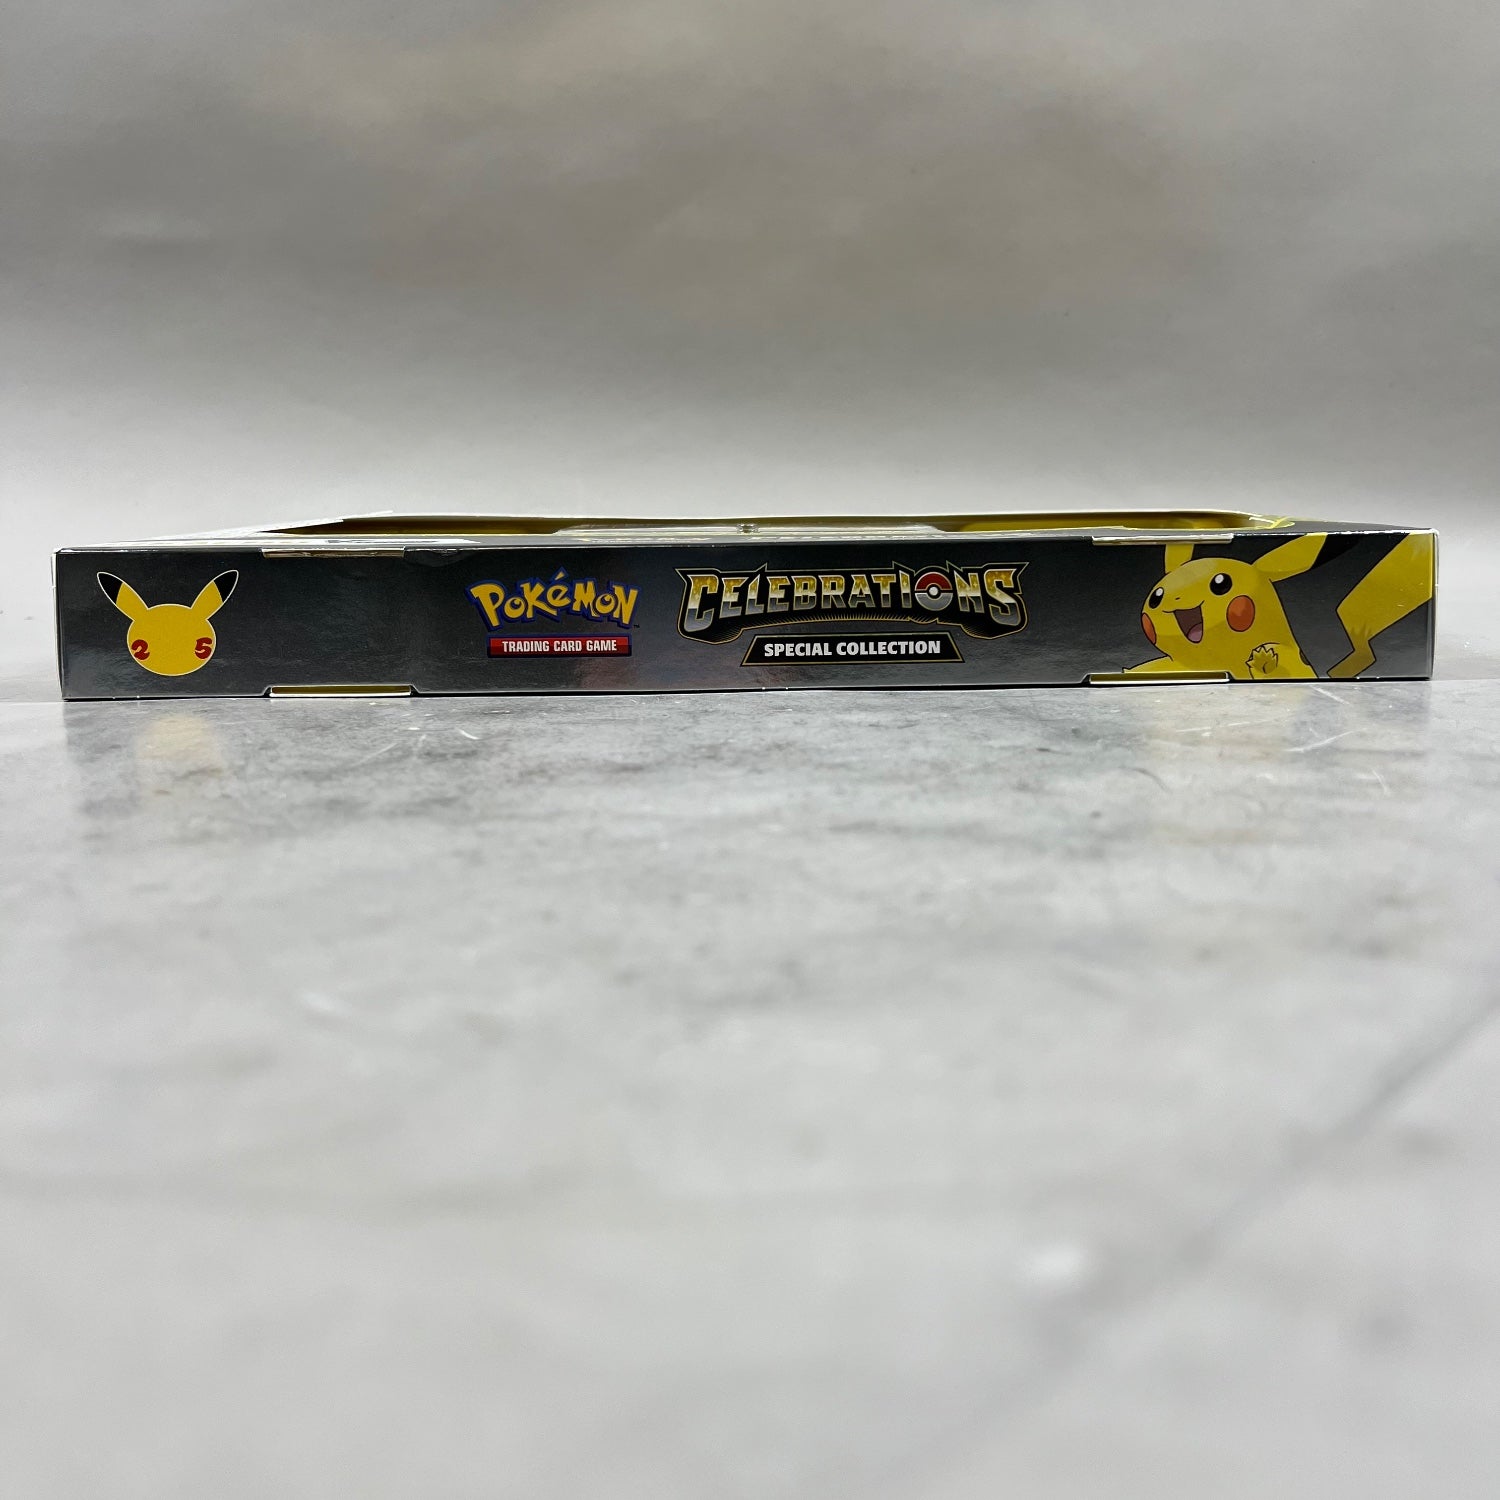 2 5
POKéMON
TRADING CARD GAME
CELEBRATIONS
SPECIAL COLLECTION